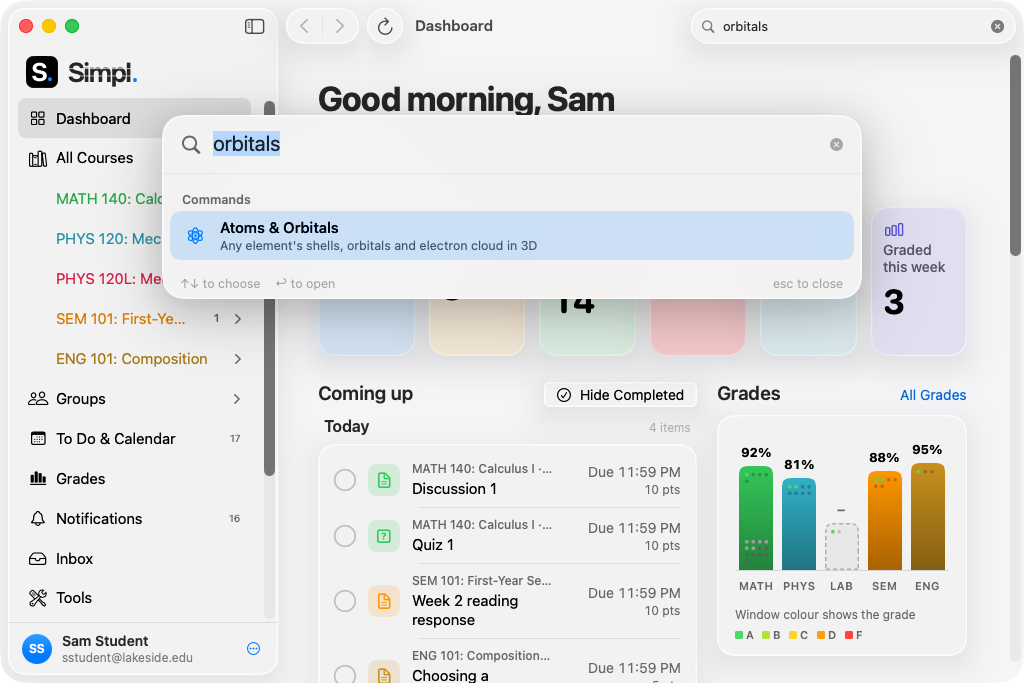 Dashboard
orbitals
S.
Simpl.
Good morning, Sam
Dashboard
All Courses
MATH 140: Calc
PHYS 120: Mec
PHYS 120L: Me
SEM 101: First-Ye... 1
ENG 101: Composition
Groups
To Do & Calendar 17
Grades
Notifications 16
Inbox
Tools
SS
Sam Student
sstudent@lakeside.edu
orbitals
Commands
Atoms & Orbitals
Any element's shells, orbitals and electron cloud in 3D
↑↓ to choose ↩ to open esc to close
14
Graded
this week
3
Coming up
Hide Completed
Today 4 items
MATH 140: Calculus I ·...
Discussion 1
Due 11:59 PM
10 pts
MATH 140: Calculus I ·...
Quiz 1
Due 11:59 PM
10 pts
SEM 101: First-Year Se...
Week 2 reading
response
Due 11:59 PM
10 pts
ENG 101: Composition...
Choosing a
Due 11:59 PM
Grades All Grades
92% 81% – 88% 95%
MATH PHYS LAB SEM ENG
Window colour shows the grade
A B C D F